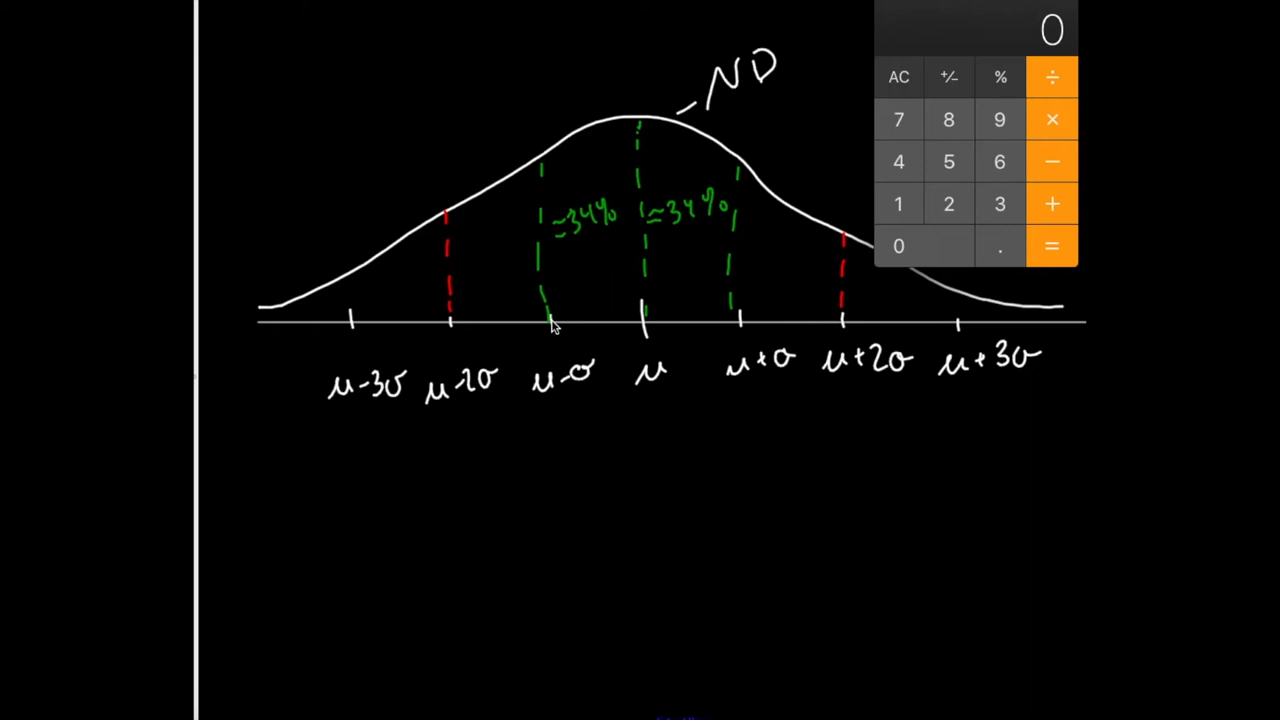 0
ND
AC +/− % ÷
7 8 9 ×
4 5 6 −
1 2 3 +
0 . =
≃34% ≃34%
μ-3σ μ-2σ μ-σ μ μ+σ μ+2σ μ+3σ